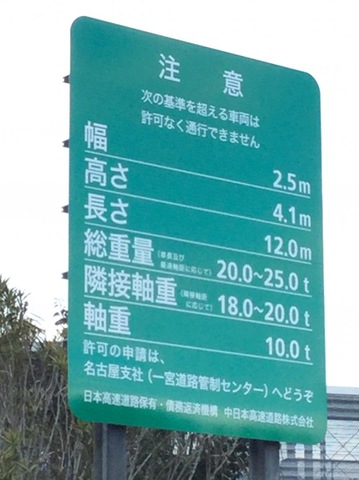 注意
次の基準を超える車両は
許可なく通行できません
幅 2.5m
高さ 4.1m
長さ 12.0m
総重量(車長及び最遠軸距に応じて) 20.0~25.0t
隣接軸重(隣接軸距に応じて) 18.0~20.0t
軸重 10.0t
許可の申請は、
名古屋支社(一宮道路管制センター)へどうぞ
日本高速道路保有・債務返済機構 中日本高速道路株式会社